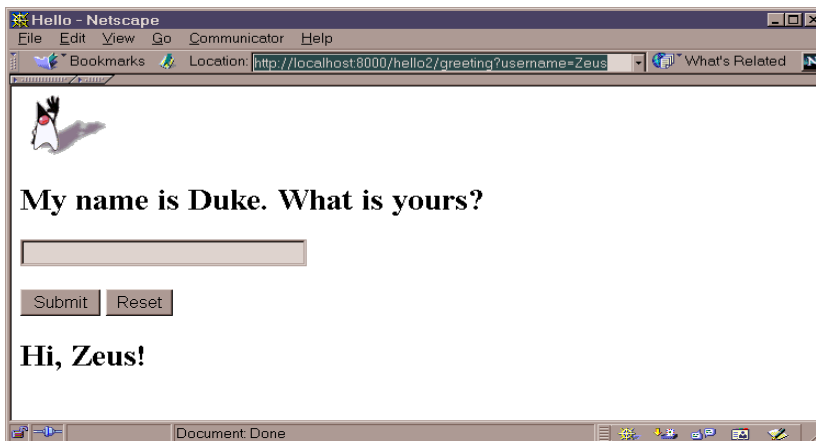 Hello - Netscape
File Edit View Go Communicator Help
Bookmarks Location: http://localhost:8000/hello2/greeting?username=Zeus What's Related N
My name is Duke. What is yours?
Submit Reset
Hi, Zeus!
Document: Done